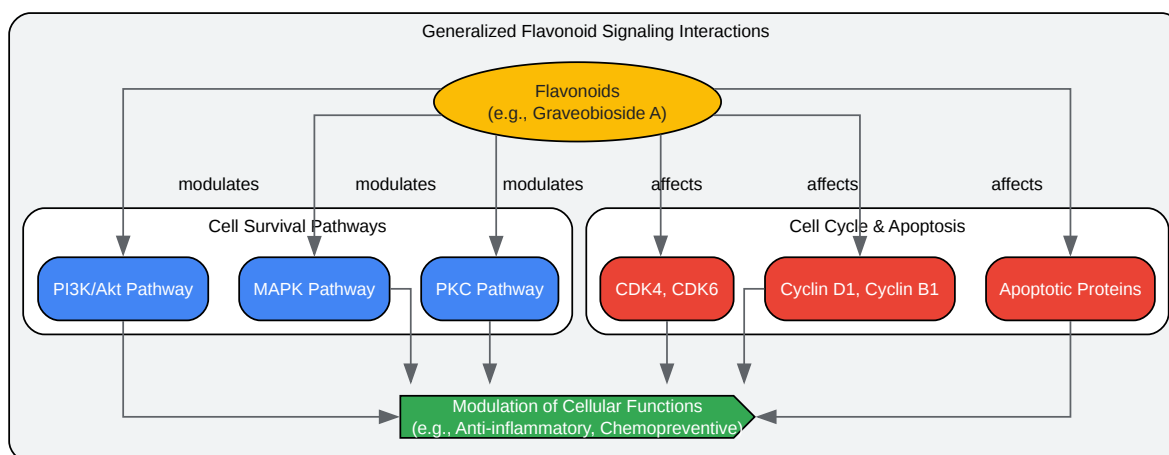 Generalized Flavonoid Signaling Interactions
Flavonoids
(e.g., Graveobioside A)
modulates
modulates
modulates
affects
affects
affects
Cell Survival Pathways
Cell Cycle & Apoptosis
PI3K/Akt Pathway
MAPK Pathway
PKC Pathway
CDK4, CDK6
Cyclin D1, Cyclin B1
Apoptotic Proteins
Modulation of Cellular Functions
(e.g., Anti-inflammatory, Chemopreventive)